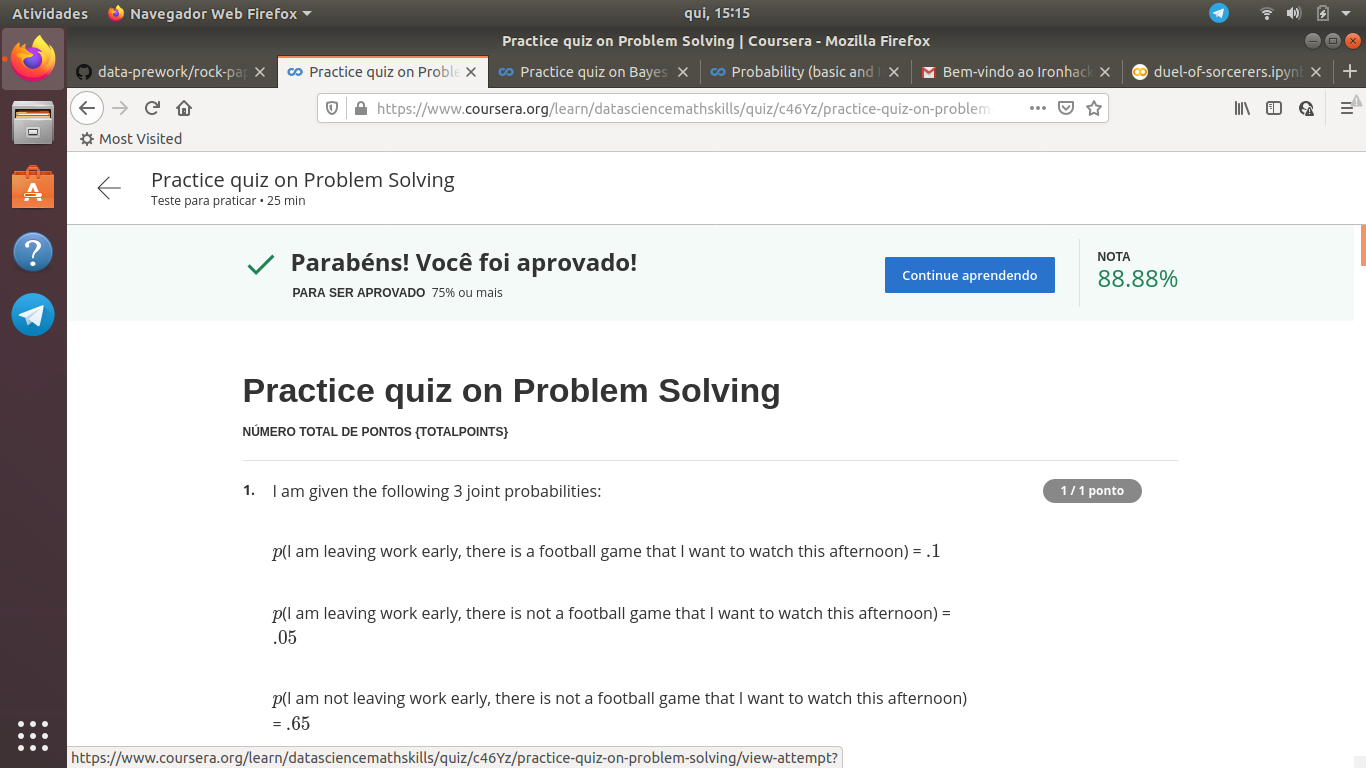 Atividades Navegador Web Firefox qui, 15:15
Practice quiz on Problem Solving | Coursera - Mozilla Firefox
data-prework/rock-pap Practice quiz on Proble Practice quiz on Bayes Probability (basic and Bem-vindo ao Ironhack duel-of-sorcerers.ipynb
https://www.coursera.org/learn/datasciencemathskills/quiz/c46Yz/practice-quiz-on-problem
Most Visited
Practice quiz on Problem Solving
Teste para praticar • 25 min
Parabéns! Você foi aprovado!
PARA SER APROVADO 75% ou mais
Continue aprendendo
NOTA
88.88%
Practice quiz on Problem Solving
NÚMERO TOTAL DE PONTOS {TOTALPOINTS}
1. I am given the following 3 joint probabilities:
1 / 1 ponto
p(I am leaving work early, there is a football game that I want to watch this afternoon) = .1
p(I am leaving work early, there is not a football game that I want to watch this afternoon) =
.05
p(I am not leaving work early, there is not a football game that I want to watch this afternoon)
= .65
https://www.coursera.org/learn/datasciencemathskills/quiz/c46Yz/practice-quiz-on-problem-solving/view-attempt?